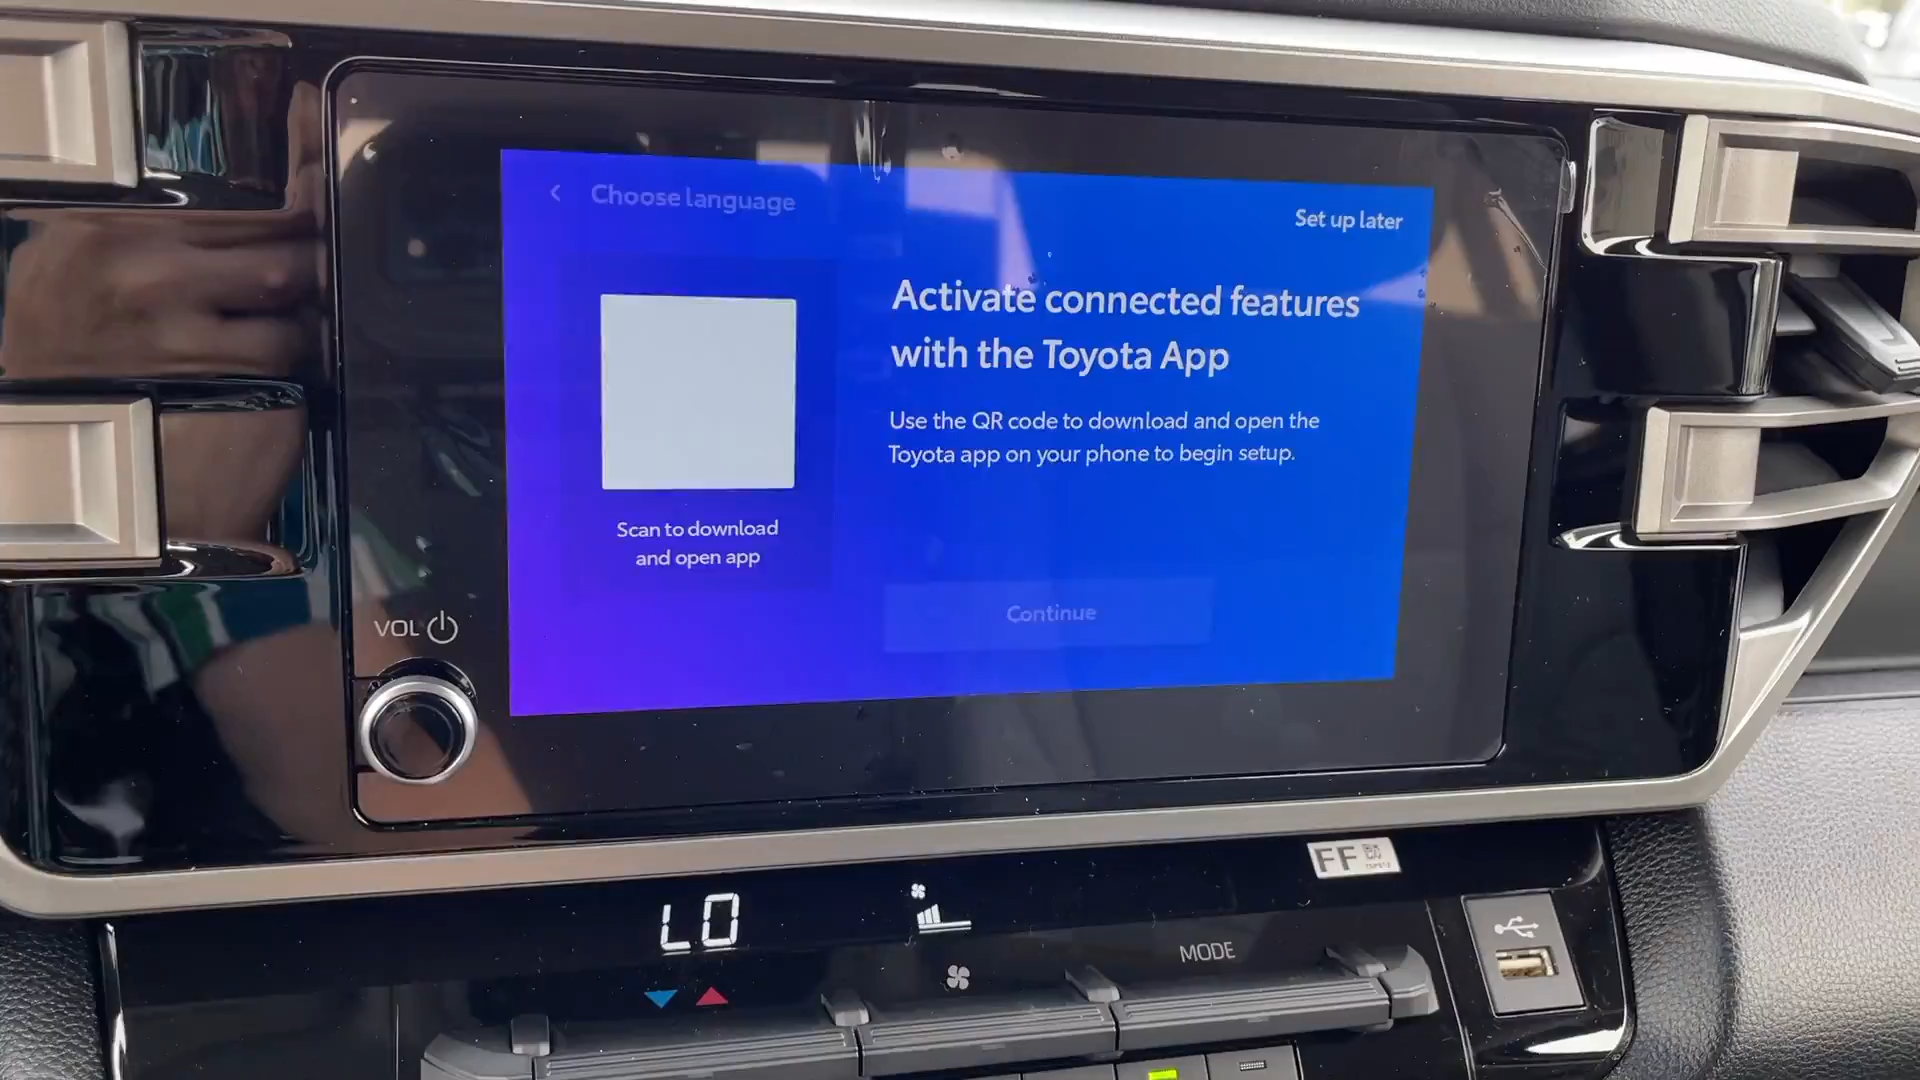 Choose language
Set up later
Activate connected features
with the Toyota App
Use the QR code to download and open the
Toyota app on your phone to begin setup.
Scan to download
and open app
Continue
VOL
FF
LO
MODE